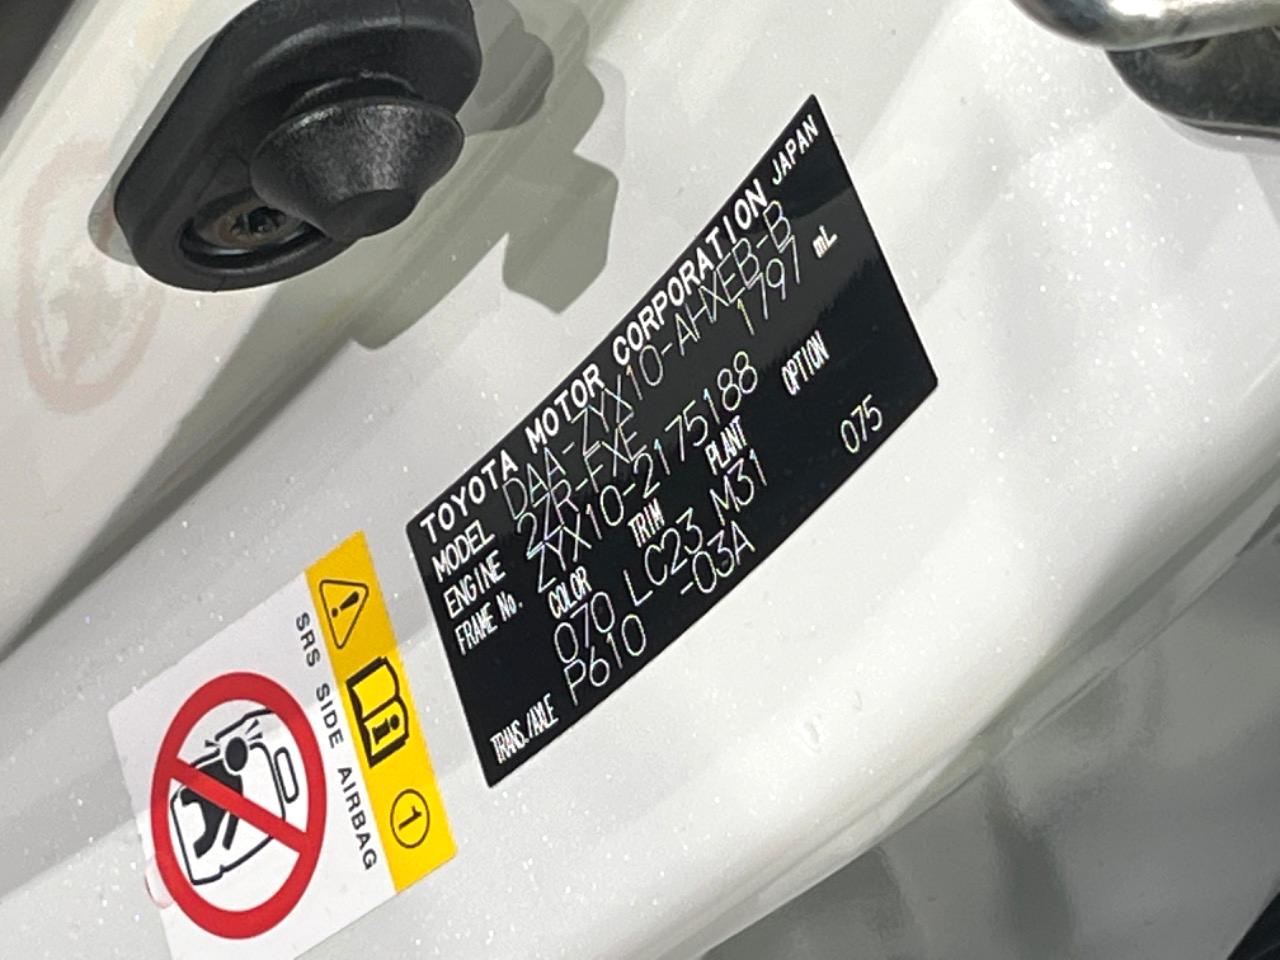 TOYOTA MOTOR CORPORATION JAPAN
MODEL DAA-ZYX10-AHXEB-B
ENGINE 2ZR-FXE 1797 mL
FRAME No. ZYX10-2175188
COLOR TRIM PLANT OPTION
070 LC23 M31 075
TRANS./AXLE P610 -03A
SRS SIDE AIRBAG
1